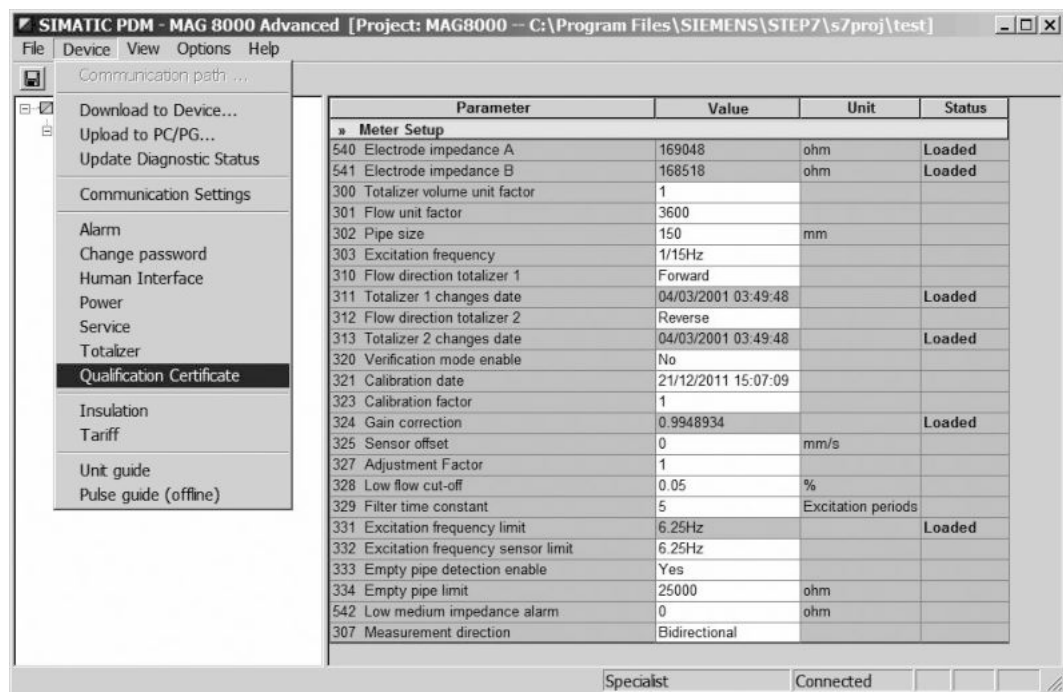 SIMATIC PDM - MAG 8000 Advanced [Project: MAG8000 -- C:\Program Files\SIEMENS\STEP7\s7proj\test]
File Device View Options Help
Communication path ...
Download to Device...
Upload to PC/PG...
Update Diagnostic Status
Communication Settings
Alarm
Change password
Human Interface
Power
Service
Totalizer
Qualification Certificate
Insulation
Tariff
Unit guide
Pulse guide (offline)
Parameter Value Unit Status
» Meter Setup
540 Electrode impedance A 169048 ohm Loaded
541 Electrode impedance B 168518 ohm Loaded
300 Totalizer volume unit factor 1
301 Flow unit factor 3600
302 Pipe size 150 mm
303 Excitation frequency 1/15Hz
310 Flow direction totalizer 1 Forward
311 Totalizer 1 changes date 04/03/2001 03:49:48 Loaded
312 Flow direction totalizer 2 Reverse
313 Totalizer 2 changes date 04/03/2001 03:49:48 Loaded
320 Verification mode enable No
321 Calibration date 21/12/2011 15:07:09
323 Calibration factor 1
324 Gain correction 0.9948934 Loaded
325 Sensor offset 0 mm/s
327 Adjustment Factor 1
328 Low flow cut-off 0.05 %
329 Filter time constant 5 Excitation periods
331 Excitation frequency limit 6.25Hz Loaded
332 Excitation frequency sensor limit 6.25Hz
333 Empty pipe detection enable Yes
334 Empty pipe limit 25000 ohm
542 Low medium impedance alarm 0 ohm
307 Measurement direction Bidirectional
Specialist Connected